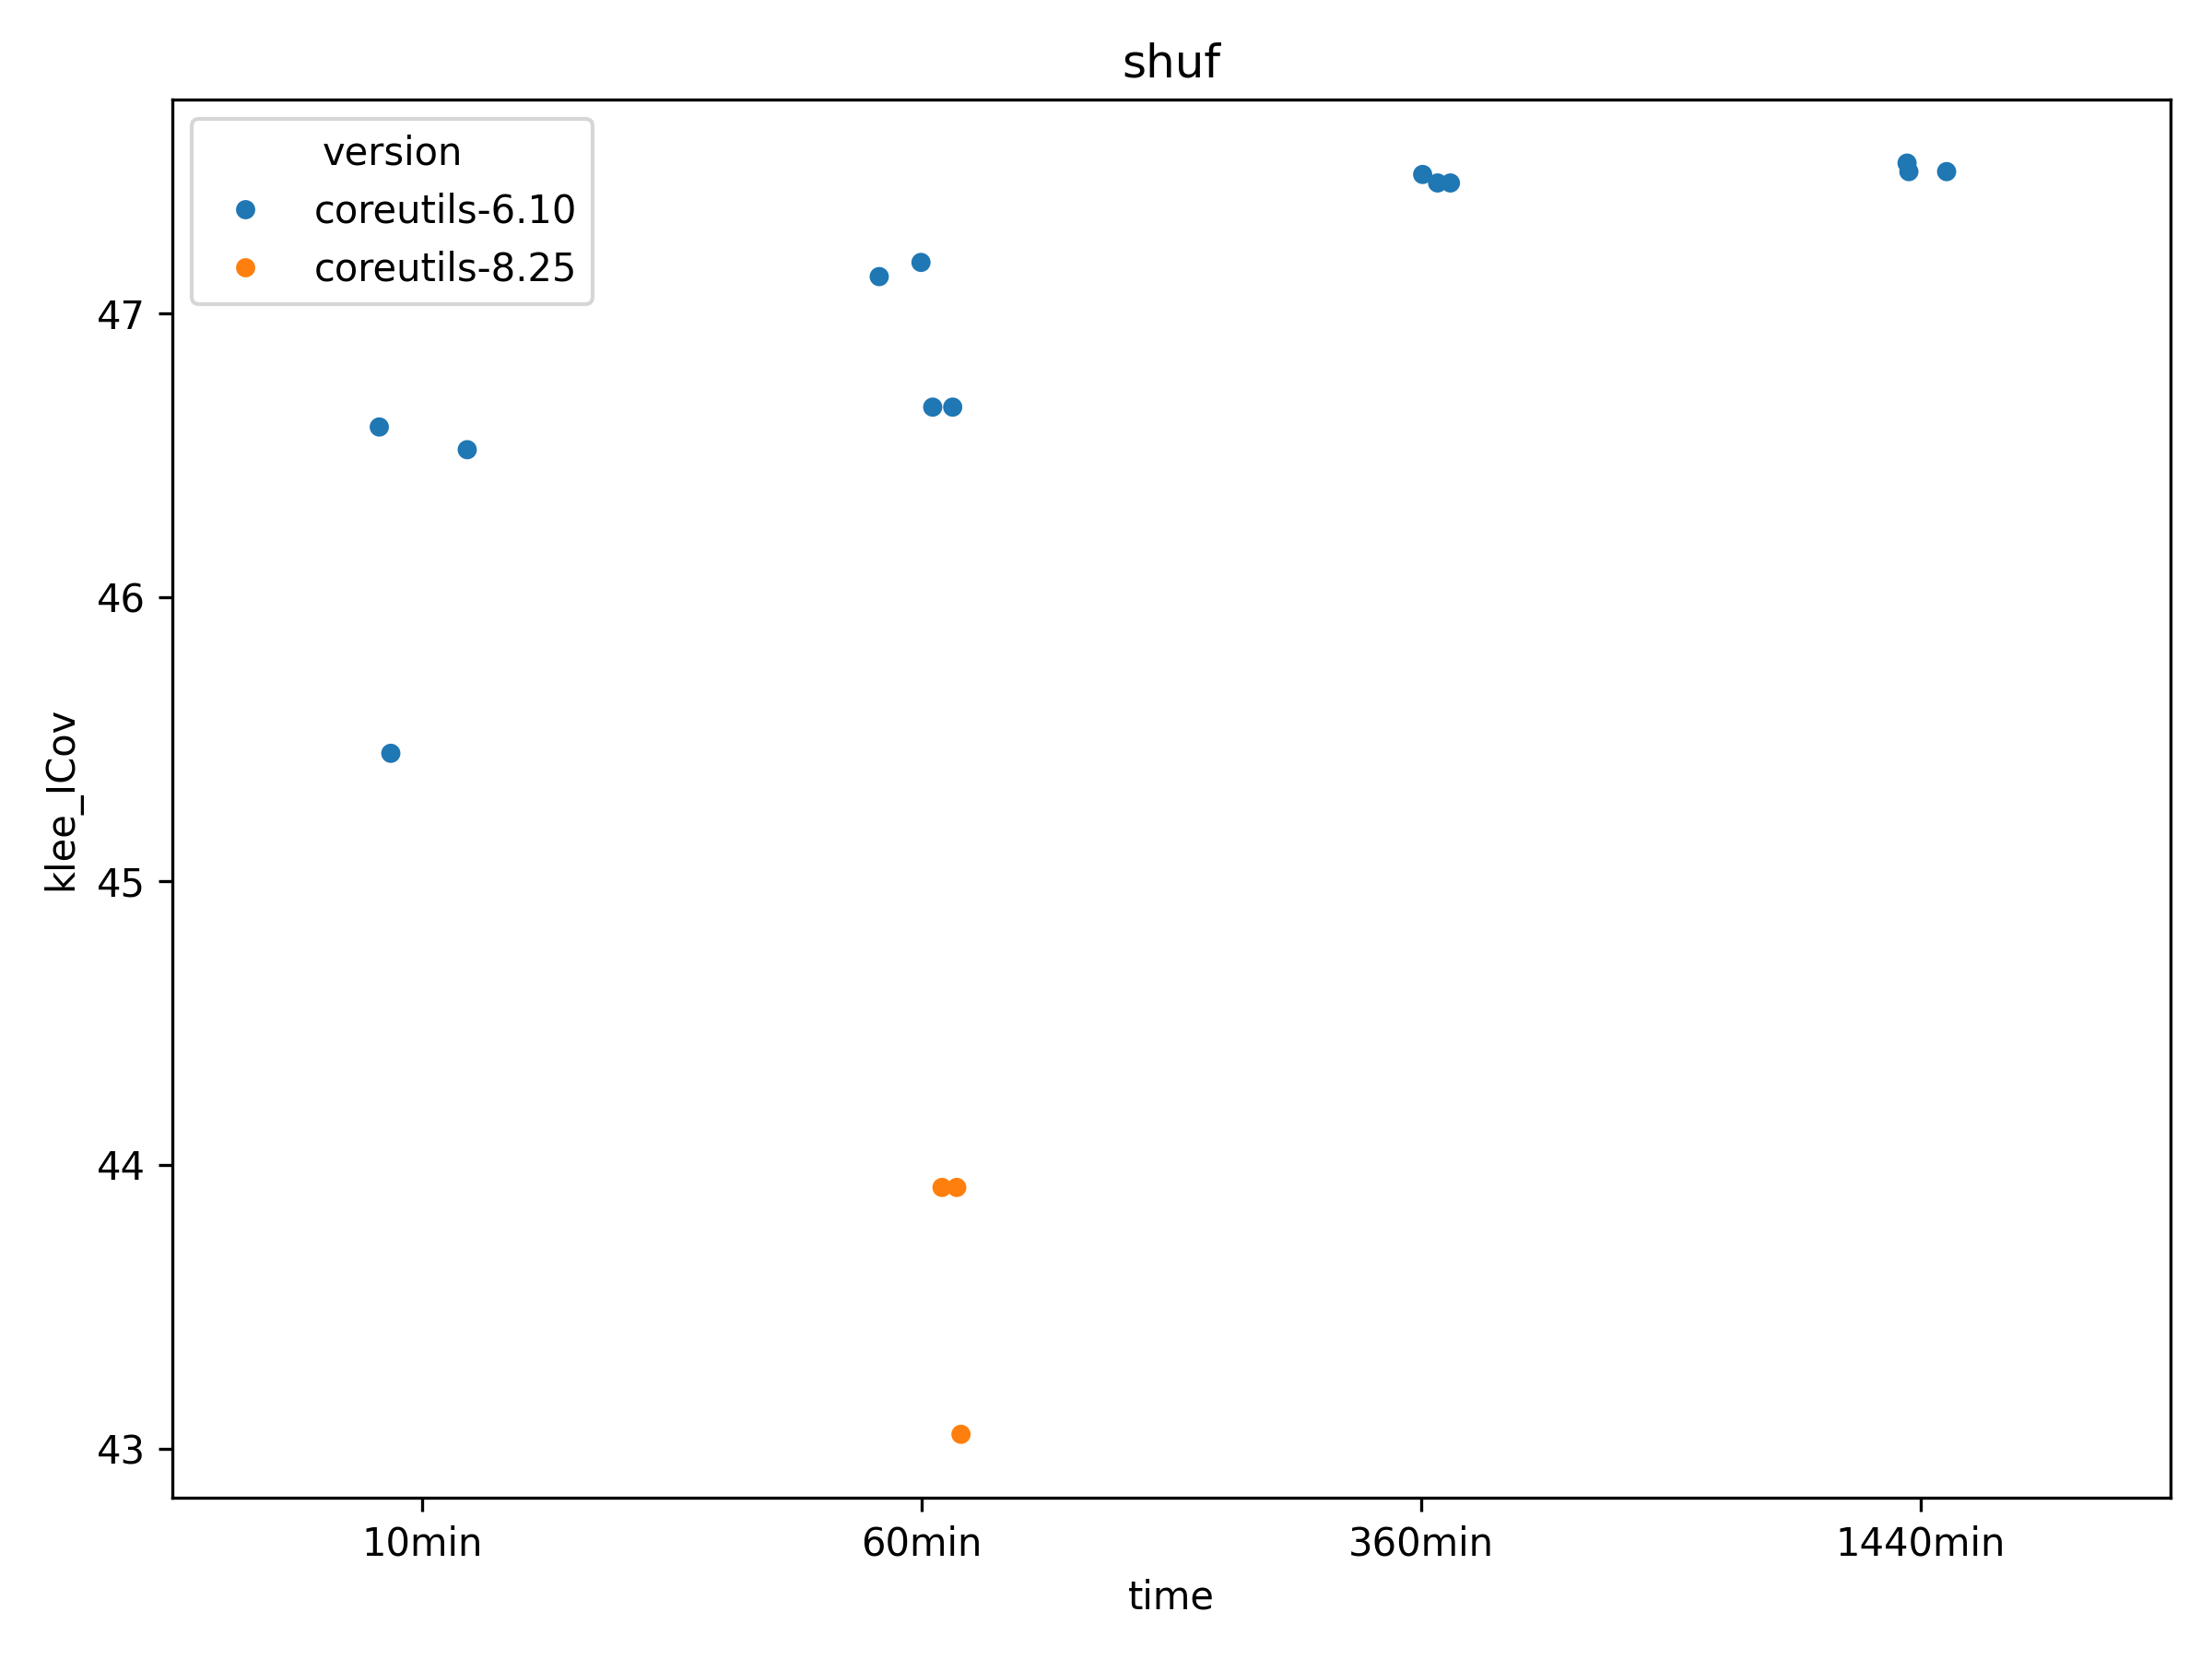 shuf
version
coreutils-6.10
coreutils-8.25
47
46
45
44
43
klee_ICov
10min
60min
360min
1440min
time